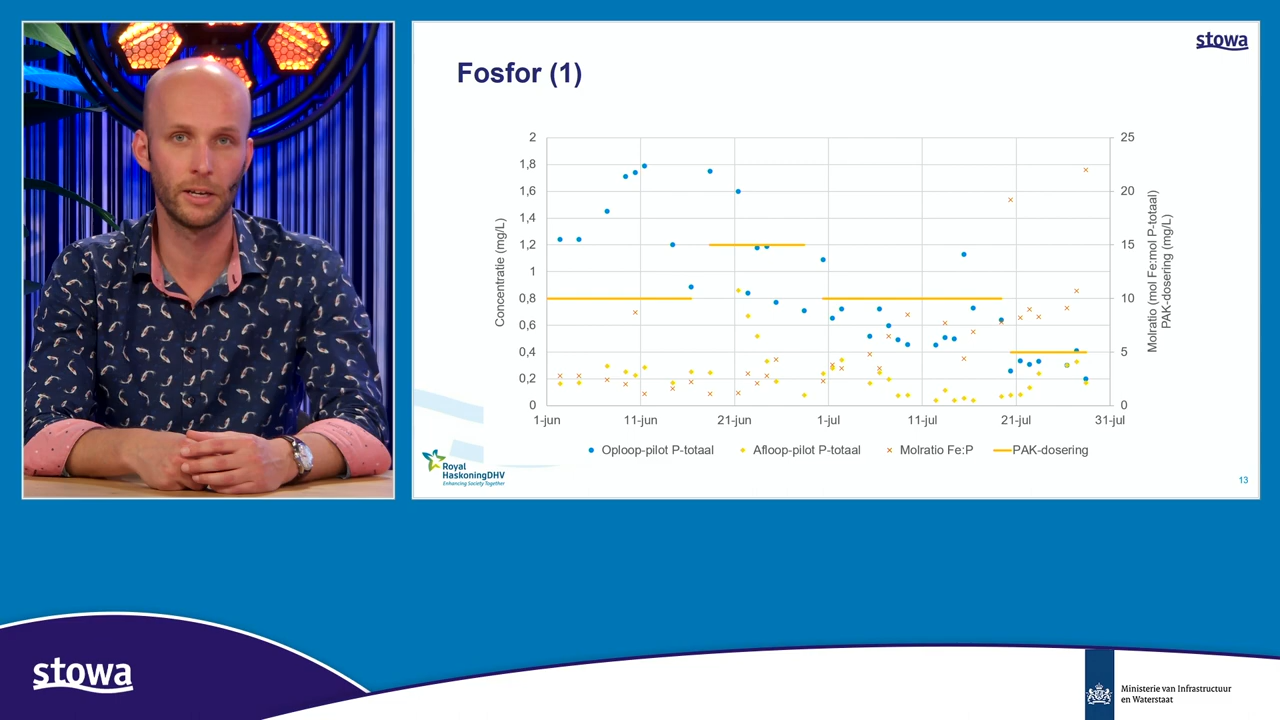 stowa
Fosfor (1)
2
1,8
1,6
1,4
1,2
1
0,8
0,6
0,4
0,2
0
25
20
15
10
5
0
Concentratie (mg/L)
Molratio (mol Fe:mol P-totaal)
PAK-dosering (mg/L)
1-jun
11-jun
21-jun
1-jul
11-jul
21-jul
31-jul
Oploop-pilot P-totaal
Afloop-pilot P-totaal
Molratio Fe:P
PAK-dosering
Royal
HaskoningDHV
Enhancing Society Together
13
stowa
Ministerie van Infrastructuur
en Waterstaat